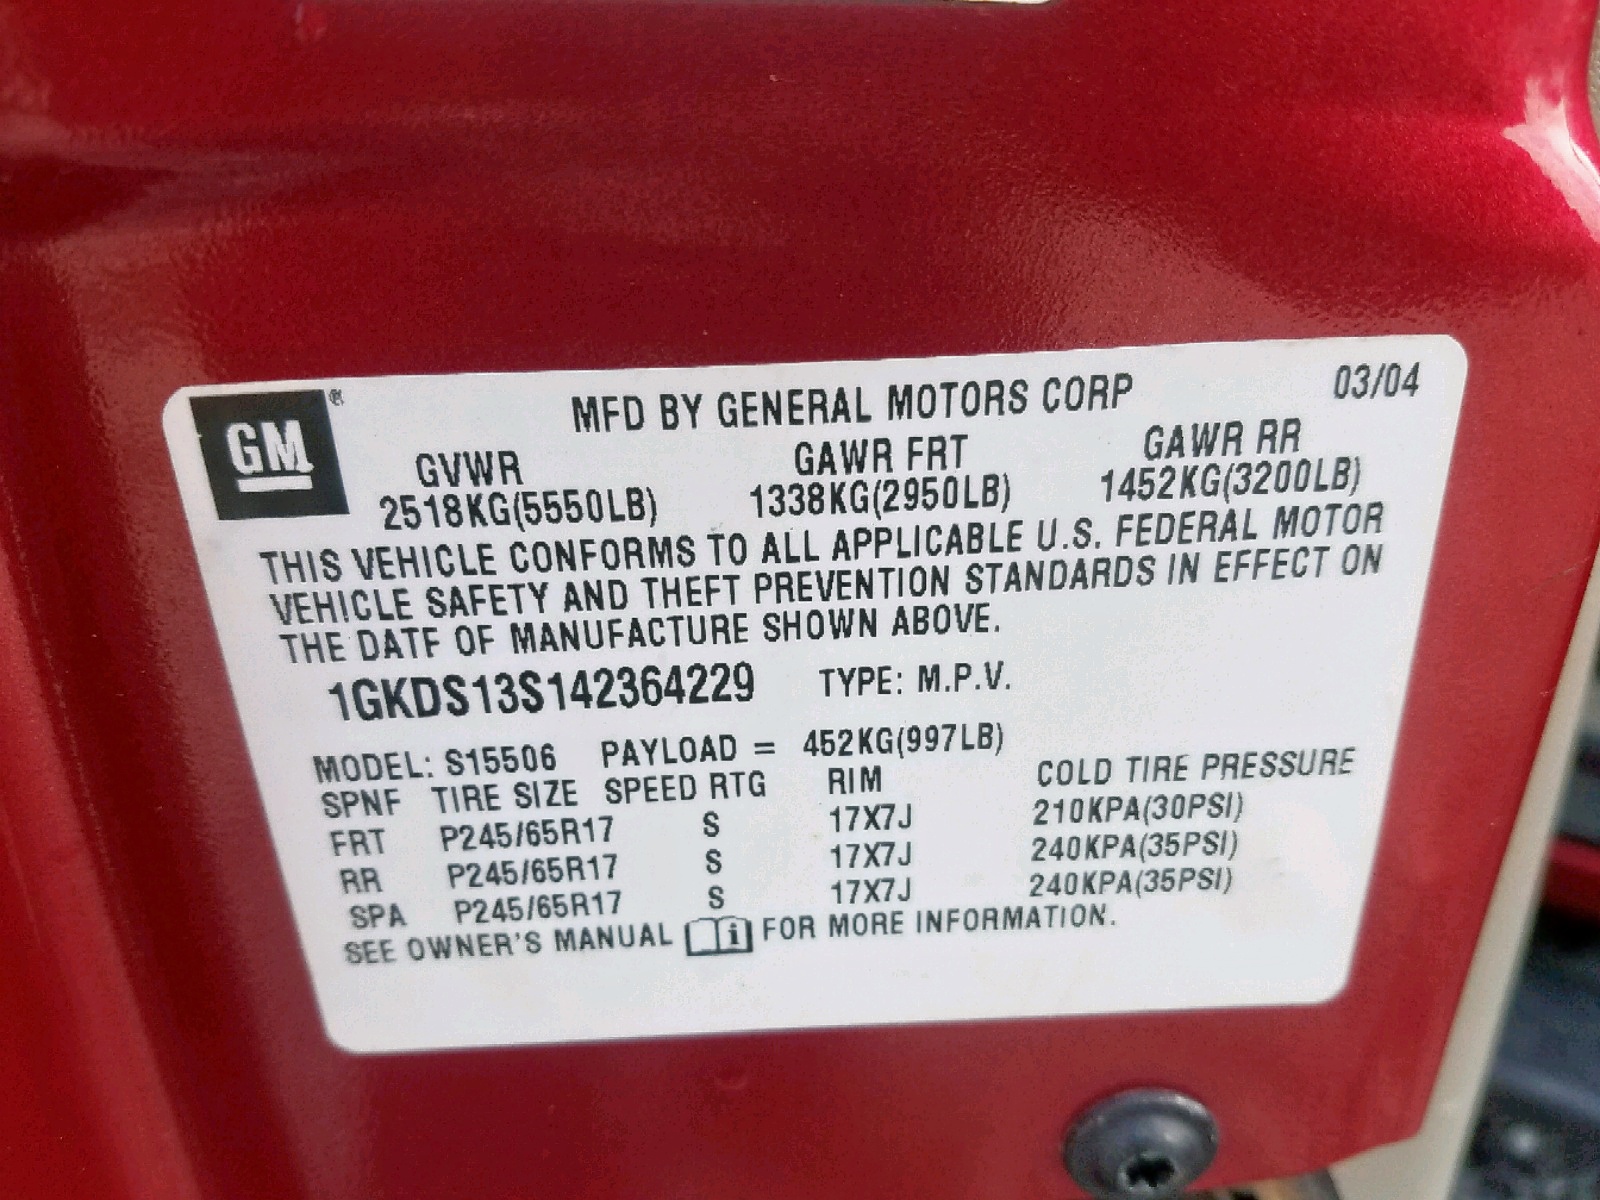 GM®
MFD BY GENERAL MOTORS CORP 03/04
GVWR GAWR FRT GAWR RR
2518KG(5550LB) 1338KG(2950LB) 1452KG(3200LB)
THIS VEHICLE CONFORMS TO ALL APPLICABLE U.S. FEDERAL MOTOR
VEHICLE SAFETY AND THEFT PREVENTION STANDARDS IN EFFECT ON
THE DATE OF MANUFACTURE SHOWN ABOVE.
1GKDS13S142364229 TYPE: M.P.V.
MODEL: S15506 PAYLOAD = 452KG(997LB)
SPNF TIRE SIZE SPEED RTG RIM COLD TIRE PRESSURE
FRT P245/65R17 S 17X7J 210KPA(30PSI)
RR P245/65R17 S 17X7J 240KPA(35PSI)
SPA P245/65R17 S 17X7J 240KPA(35PSI)
SEE OWNER'S MANUAL i FOR MORE INFORMATION.